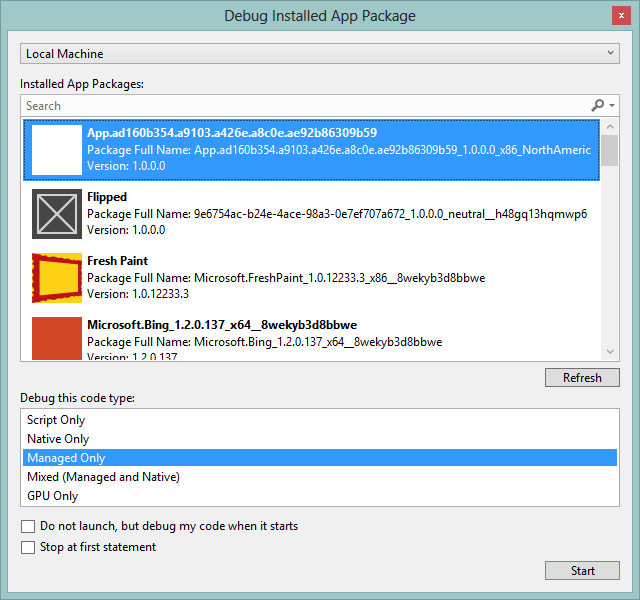 Debug Installed App Package
x
Local Machine
Installed App Packages:
Search
App.ad160b354.a9103.a426e.a8c0e.ae92b86309b59
Package Full Name: App.ad160b354.a9103.a426e.a8c0e.ae92b86309b59_1.0.0.0_x86_NorthAmeric
Version: 1.0.0.0
Flipped
Package Full Name: 9e6754ac-b24e-4ace-98a3-0e7ef707a672_1.0.0.0_neutral__h48gq13hqmwp6
Version: 1.0.0.0
Fresh Paint
Package Full Name: Microsoft.FreshPaint_1.0.12233.3_x86__8wekyb3d8bbwe
Version: 1.0.12233.3
Microsoft.Bing_1.2.0.137_x64__8wekyb3d8bbwe
Package Full Name: Microsoft.Bing_1.2.0.137_x64__8wekyb3d8bbwe
Version: 1.2.0.137
Refresh
Debug this code type:
Script Only
Native Only
Managed Only
Mixed (Managed and Native)
GPU Only
Do not launch, but debug my code when it starts
Stop at first statement
Start